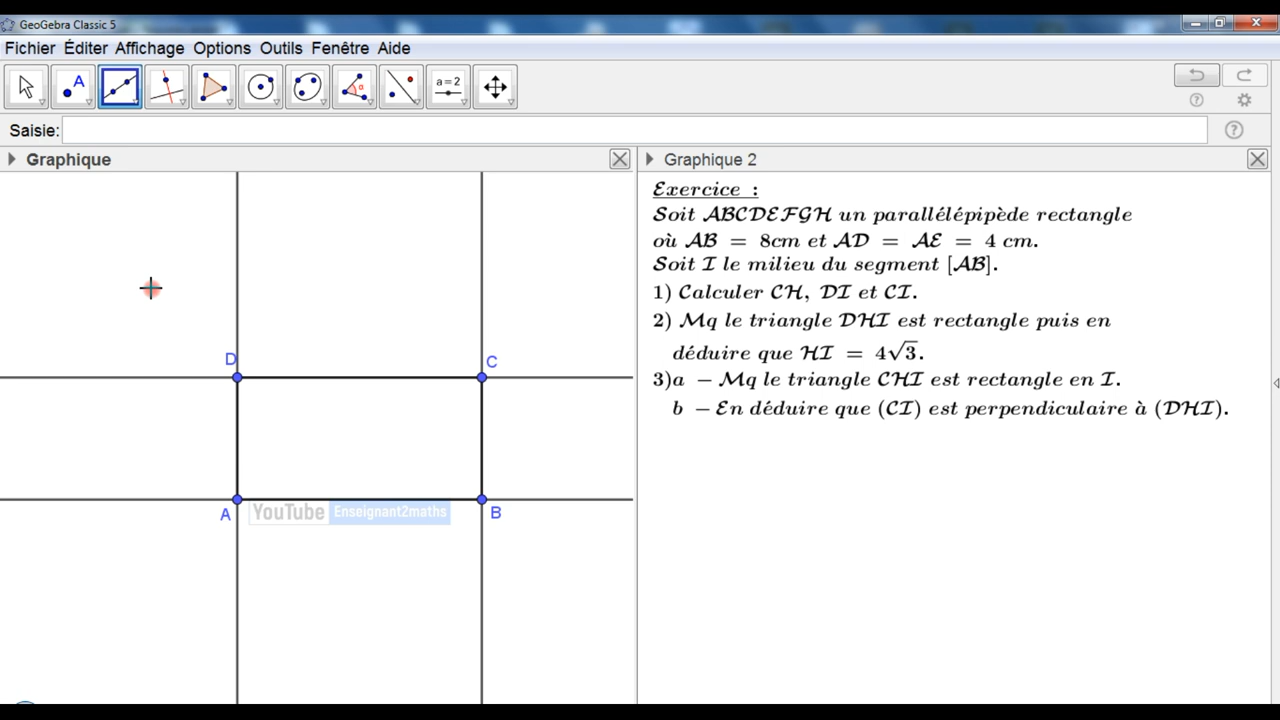 GeoGebra Classic 5
Fichier Éditer Affichage Options Outils Fenêtre Aide
A
α
a=2
Saisie:
Graphique
Graphique 2
Exercice :
Soit ABCDEFGH un parallélépipède rectangle
où AB = 8cm et AD = AE = 4 cm.
Soit I le milieu du segment [AB].
1) Calculer CH, DI et CI.
2) Mq le triangle DHI est rectangle puis en
déduire que HI = 4√3.
3)a − Mq le triangle CHI est rectangle en I.
b − En déduire que (CI) est perpendiculaire à (DHI).
D
C
A
B
YouTube Enseignant2maths